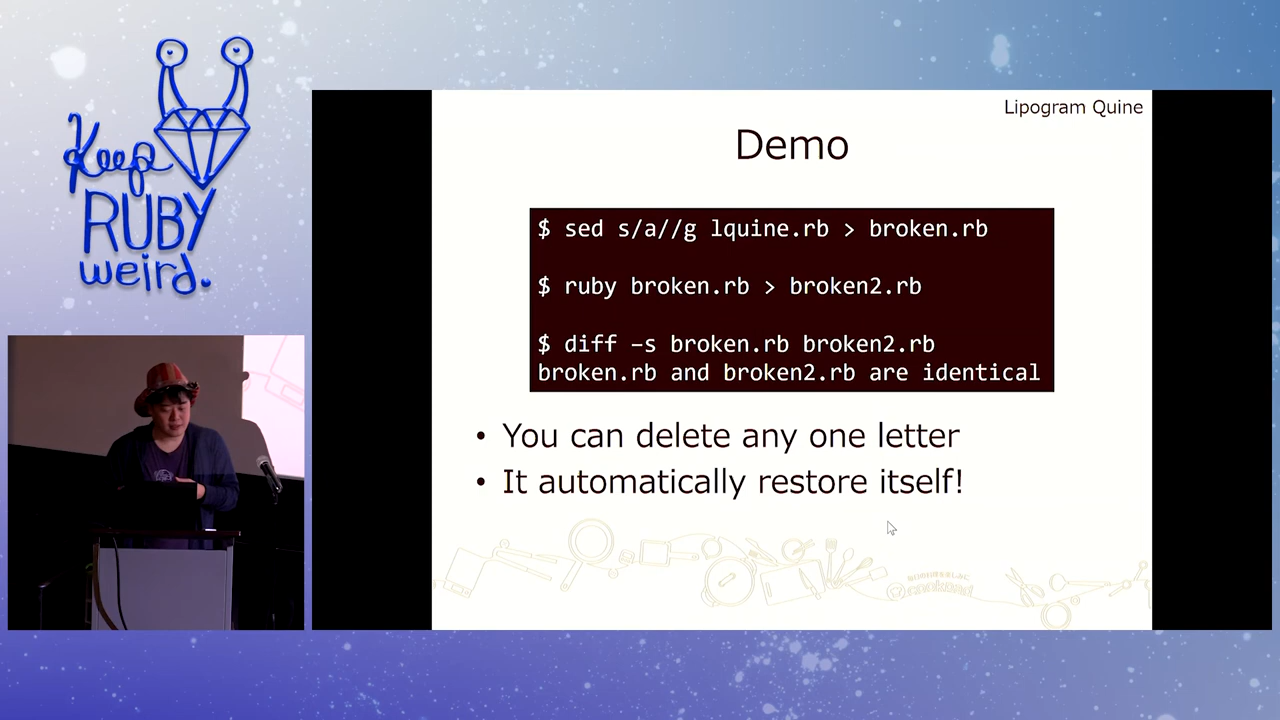 Keep
RUBY
weird.
Lipogram Quine
Demo
$ sed s/a//g lquine.rb > broken.rb
$ ruby broken.rb > broken2.rb
$ diff –s broken.rb broken2.rb
broken.rb and broken2.rb are identical
• You can delete any one letter
• It automatically restore itself!
cookpad